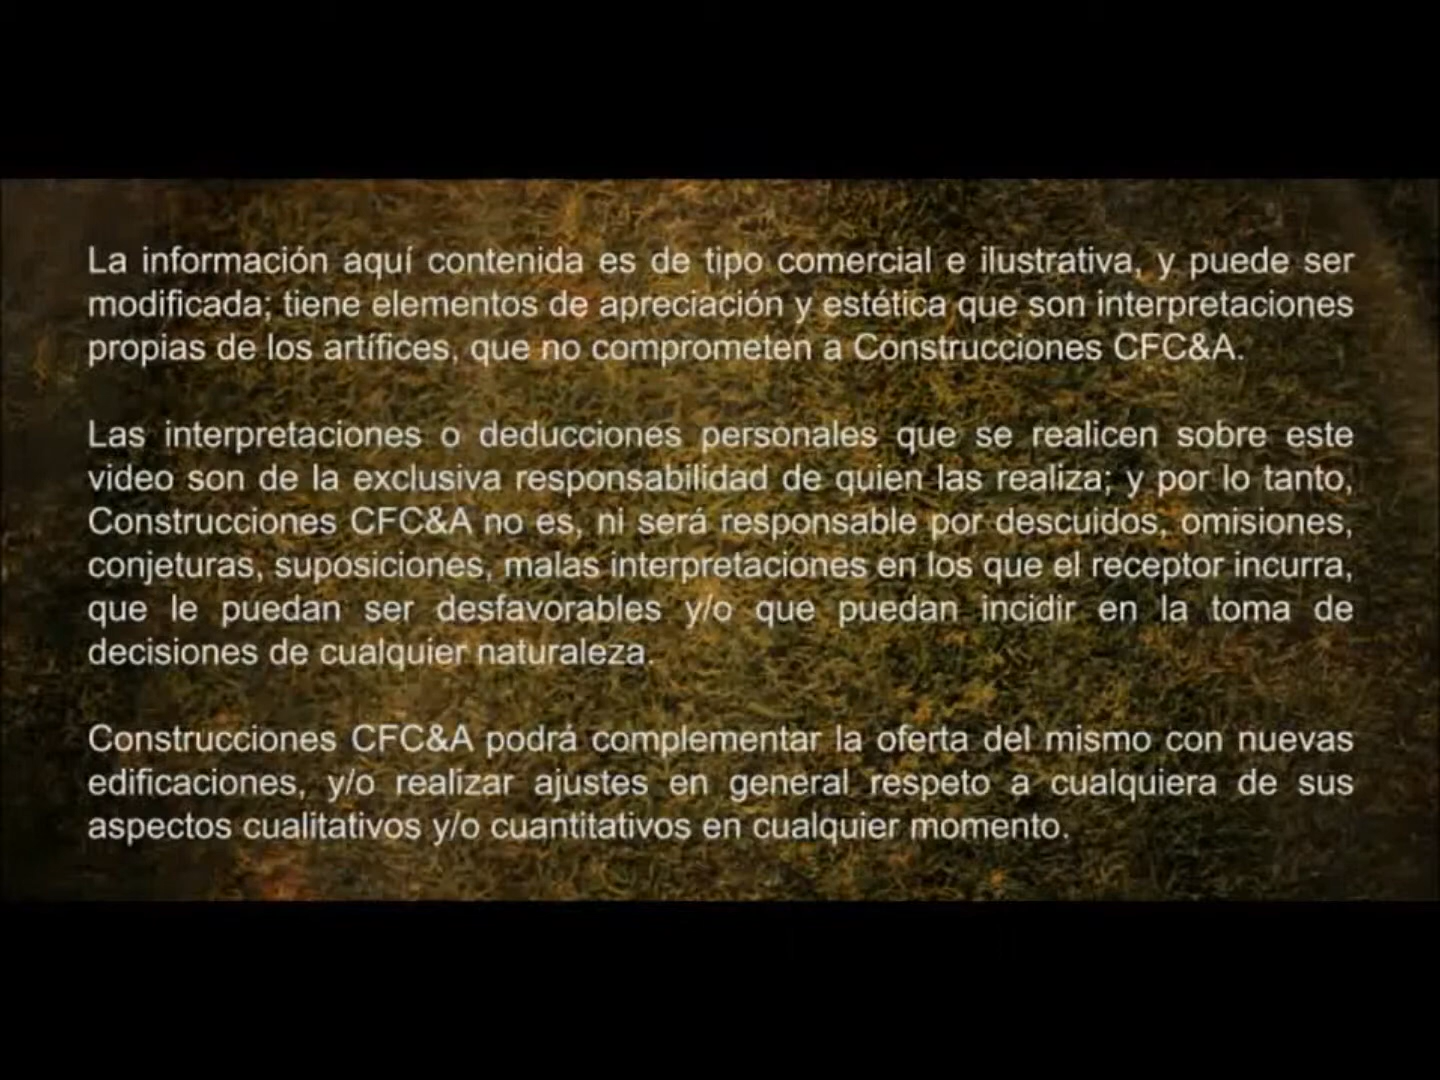 La información aquí contenida es de tipo comercial e ilustrativa, y puede ser
modificada; tiene elementos de apreciación y estética que son interpretaciones
propias de los artífices, que no comprometen a Construcciones CFC&A.
Las interpretaciones o deducciones personales que se realicen sobre este
video son de la exclusiva responsabilidad de quien las realiza; y por lo tanto,
Construcciones CFC&A no es, ni será responsable por descuidos, omisiones,
conjeturas, suposiciones, malas interpretaciones en los que el receptor incurra,
que le puedan ser desfavorables y/o que puedan incidir en la toma de
decisiones de cualquier naturaleza.
Construcciones CFC&A podrá complementar la oferta del mismo con nuevas
edificaciones, y/o realizar ajustes en general respeto a cualquiera de sus
aspectos cualitativos y/o cuantitativos en cualquier momento.